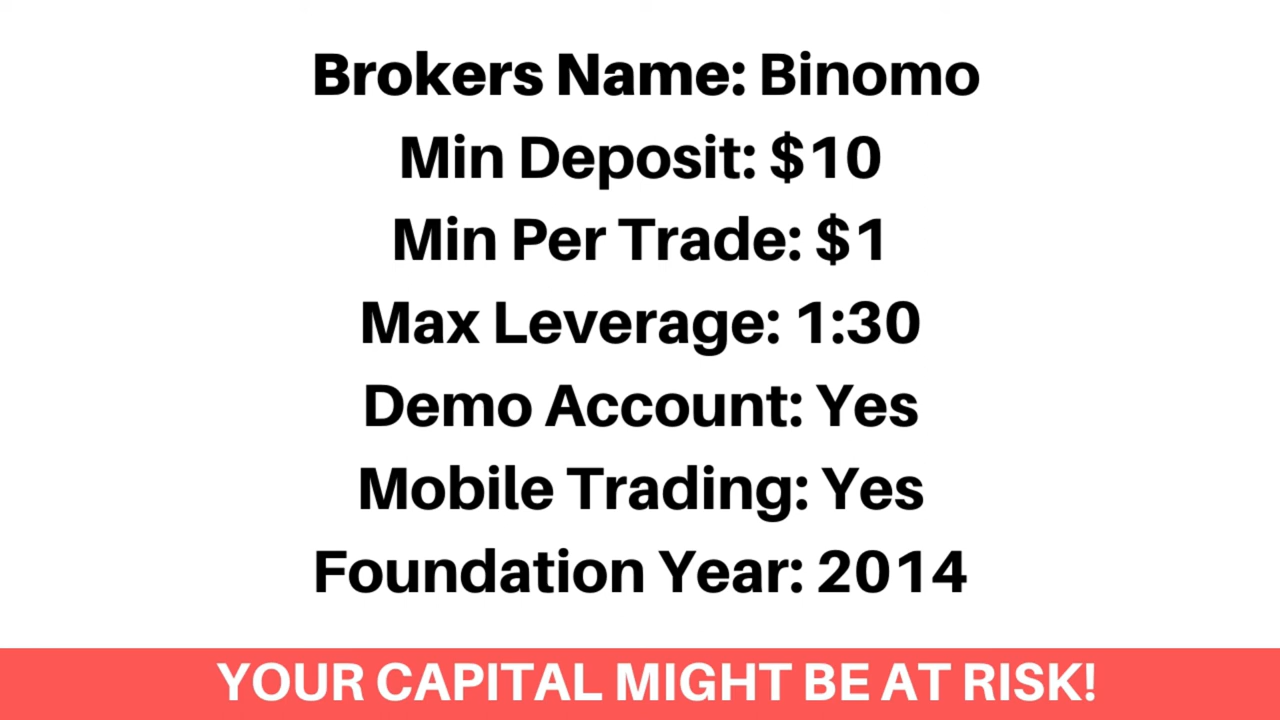 Brokers Name: Binomo
Min Deposit: $10
Min Per Trade: $1
Max Leverage: 1:30
Demo Account: Yes
Mobile Trading: Yes
Foundation Year: 2014
YOUR CAPITAL MIGHT BE AT RISK!